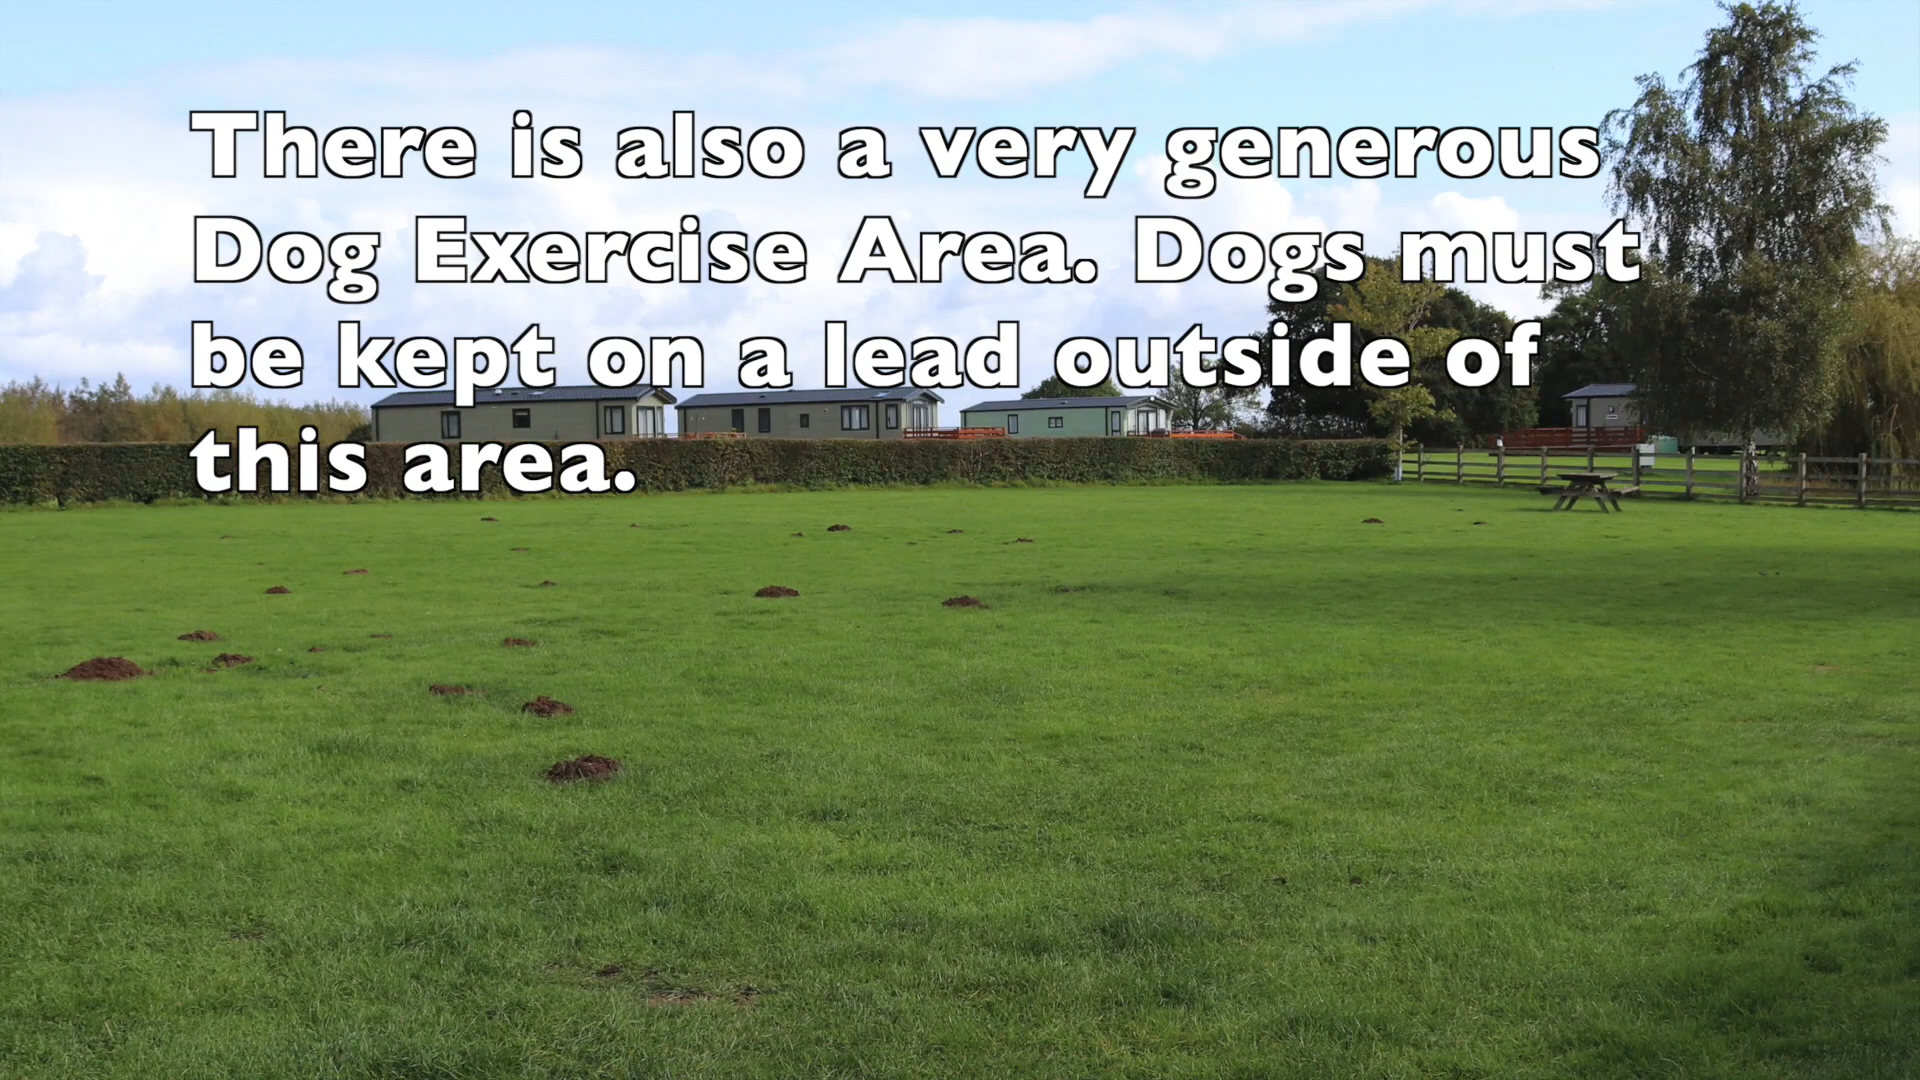 There is also a very generous
Dog Exercise Area. Dogs must
be kept on a lead outside of
this area.